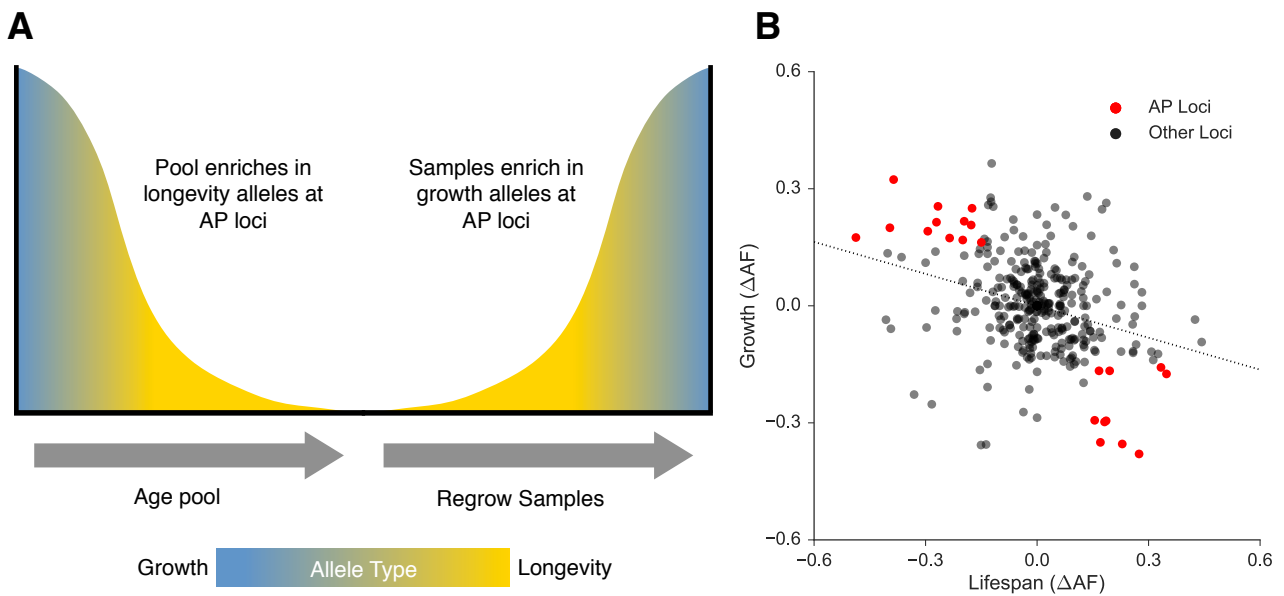 A
Pool enriches in
longevity alleles at
AP loci
Samples enrich in
growth alleles at
AP loci
Age pool
Regrow Samples
Growth
Allele Type
Longevity
B
0.6
0.3
0.0
−0.3
−0.6
Growth (ΔAF)
AP Loci
Other Loci
−0.6
−0.3
0.0
0.3
0.6
Lifespan (ΔAF)